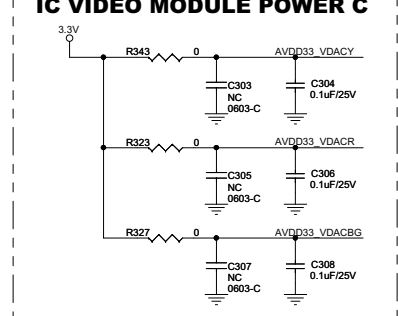 IC VIDEO MODULE POWER C
3.3V
R343 0 AVDD33_VDACY
C303 C304
NC 0.1uF/25V
0603-C
R323 0 AVDD33_VDACR
C305 C306
NC 0.1uF/25V
0603-C
R327 0 AVDD33_VDACBG
C307 C308
NC 0.1uF/25V
0603-C